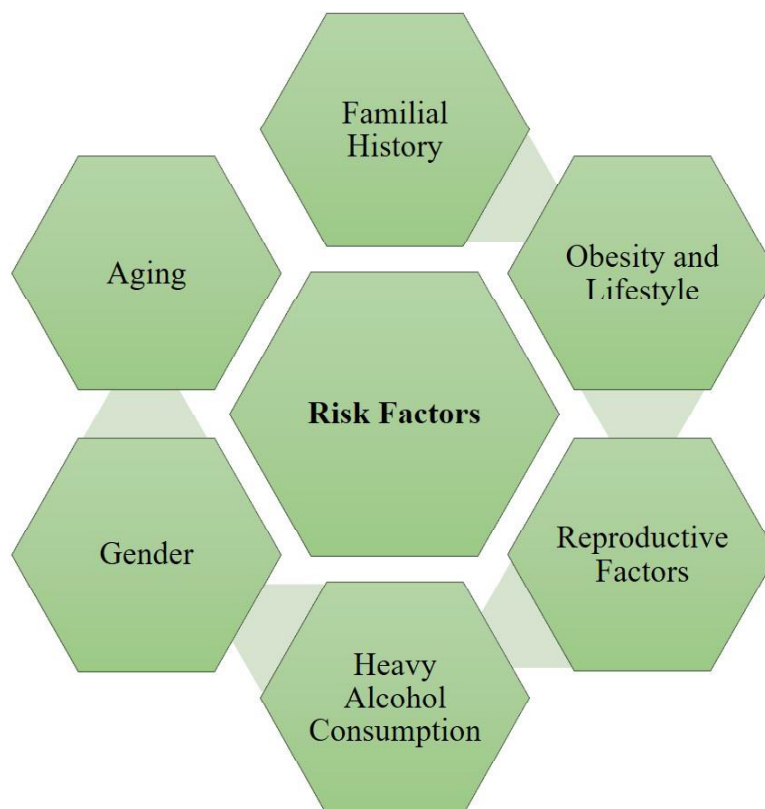 Familial
History
Obesity and
Lifestyle
Aging
Risk Factors
Reproductive
Factors
Gender
Heavy
Alcohol
Consumption